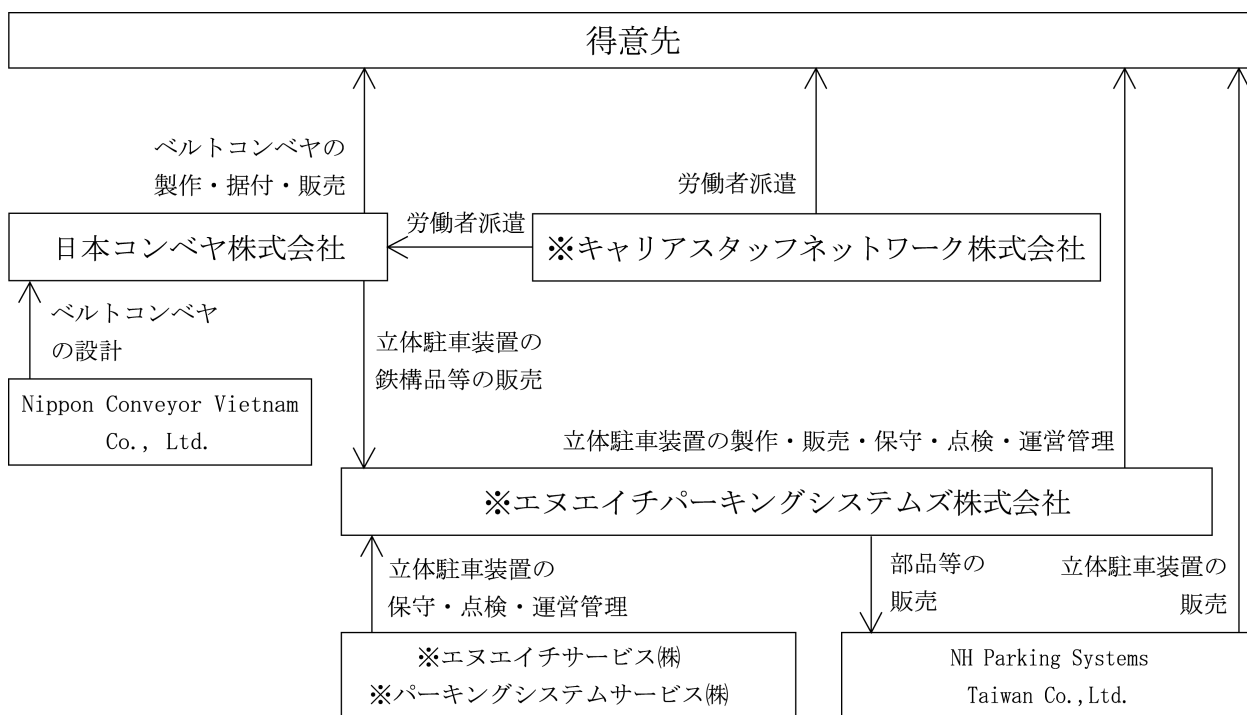 得意先
ベルトコンベヤの
製作・据付・販売
労働者派遣
日本コンベヤ株式会社
労働者派遣
※キャリアスタッフネットワーク株式会社
ベルトコンベヤ
の設計
立体駐車装置の
鉄構品等の販売
Nippon Conveyor Vietnam
Co., Ltd.
立体駐車装置の製作・販売・保守・点検・運営管理
※エヌエイチパーキングシステムズ株式会社
立体駐車装置の
保守・点検・運営管理
部品等の
販売
立体駐車装置の
販売
※エヌエイチサービス㈱
※パーキングシステムサービス㈱
NH Parking Systems
Taiwan Co.,Ltd.